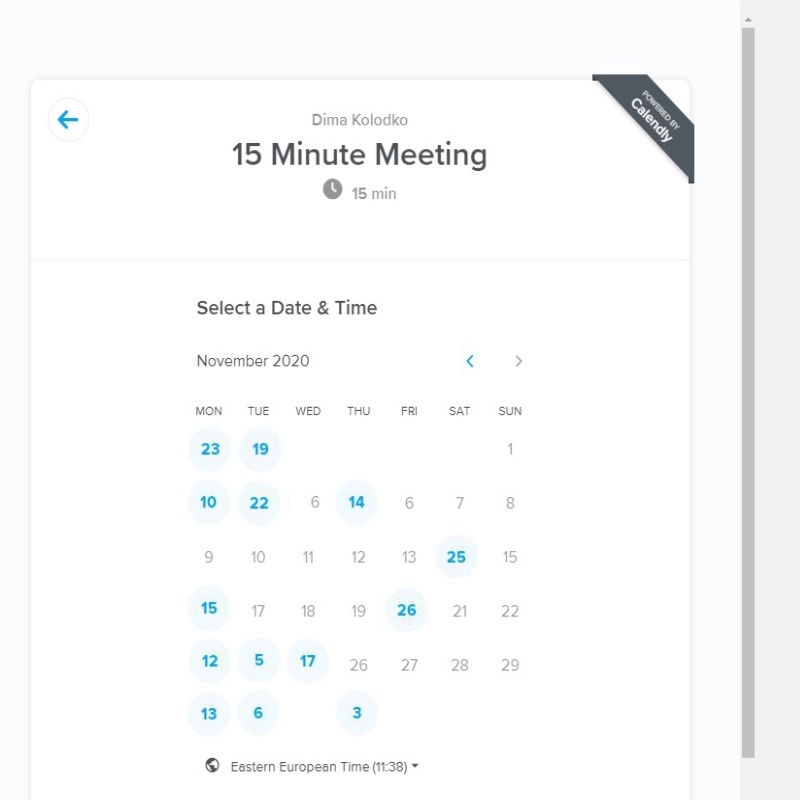 POWERED BY
Calendly
Dima Kolodko
15 Minute Meeting
15 min
Select a Date & Time
November 2020
MON TUE WED THU FRI SAT SUN
23 19 1
10 22 6 14 6 7 8
9 10 11 12 13 25 15
15 17 18 19 26 21 22
12 5 17 26 27 28 29
13 6 3
Eastern European Time (11:38)